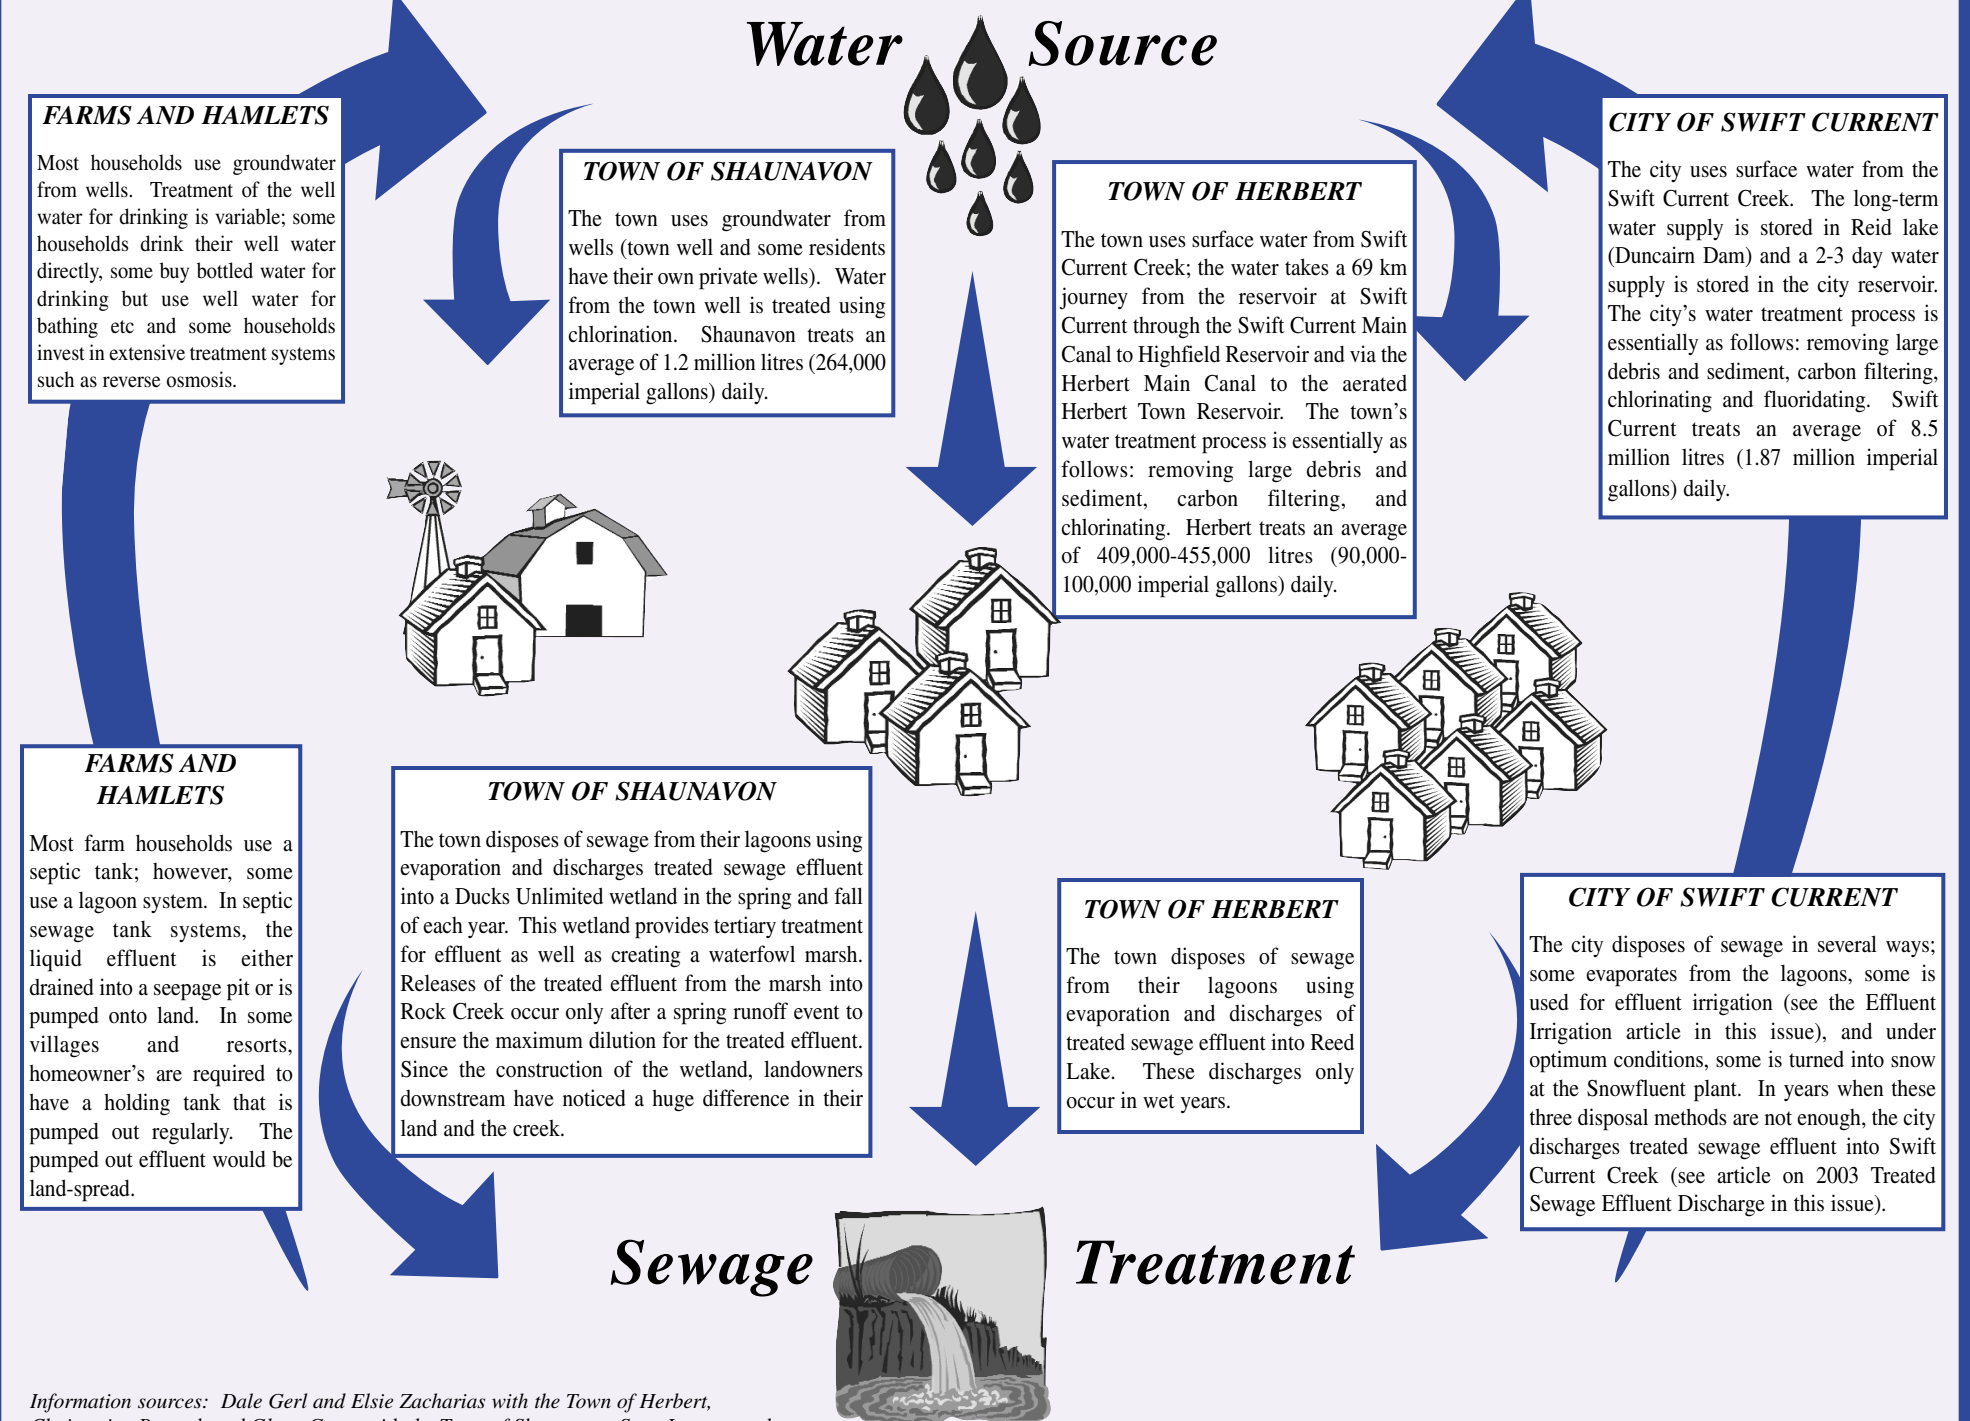 Water Source
FARMS AND HAMLETS
Most households use groundwater
from wells. Treatment of the well
water for drinking is variable; some
households drink their well water
directly, some buy bottled water for
drinking but use well water for
bathing etc and some households
invest in extensive treatment systems
such as reverse osmosis.
TOWN OF SHAUNAVON
The town uses groundwater from
wells (town well and some residents
have their own private wells). Water
from the town well is treated using
chlorination. Shaunavon treats an
average of 1.2 million litres (264,000
imperial gallons) daily.
TOWN OF HERBERT
The town uses surface water from Swift
Current Creek; the water takes a 69 km
journey from the reservoir at Swift
Current through the Swift Current Main
Canal to Highfield Reservoir and via the
Herbert Main Canal to the aerated
Herbert Town Reservoir. The town's
water treatment process is essentially as
follows: removing large debris and
sediment, carbon filtering, and
chlorinating. Herbert treats an average
of 409,000-455,000 litres (90,000-
100,000 imperial gallons) daily.
CITY OF SWIFT CURRENT
The city uses surface water from the
Swift Current Creek. The long-term
water supply is stored in Reid lake
(Duncairn Dam) and a 2-3 day water
supply is stored in the city reservoir.
The city's water treatment process is
essentially as follows: removing large
debris and sediment, carbon filtering,
chlorinating and fluoridating. Swift
Current treats an average of 8.5
million litres (1.87 million imperial
gallons) daily.
FARMS AND
HAMLETS
Most farm households use a
septic tank; however, some
use a lagoon system. In septic
sewage tank systems, the
liquid effluent is either
drained into a seepage pit or is
pumped onto land. In some
villages and resorts,
homeowner's are required to
have a holding tank that is
pumped out regularly. The
pumped out effluent would be
land-spread.
TOWN OF SHAUNAVON
The town disposes of sewage from their lagoons using
evaporation and discharges treated sewage effluent
into a Ducks Unlimited wetland in the spring and fall
of each year. This wetland provides tertiary treatment
for effluent as well as creating a waterfowl marsh.
Releases of the treated effluent from the marsh into
Rock Creek occur only after a spring runoff event to
ensure the maximum dilution for the treated effluent.
Since the construction of the wetland, landowners
downstream have noticed a huge difference in their
land and the creek.
TOWN OF HERBERT
The town disposes of sewage
from their lagoons using
evaporation and discharges of
treated sewage effluent into Reed
Lake. These discharges only
occur in wet years.
CITY OF SWIFT CURRENT
The city disposes of sewage in several ways;
some evaporates from the lagoons, some is
used for effluent irrigation (see the Effluent
Irrigation article in this issue), and under
optimum conditions, some is turned into snow
at the Snowfluent plant. In years when these
three disposal methods are not enough, the city
discharges treated sewage effluent into Swift
Current Creek (see article on 2003 Treated
Sewage Effluent Discharge in this issue).
Sewage Treatment
Information sources: Dale Gerl and Elsie Zacharias with the Town of Herbert,